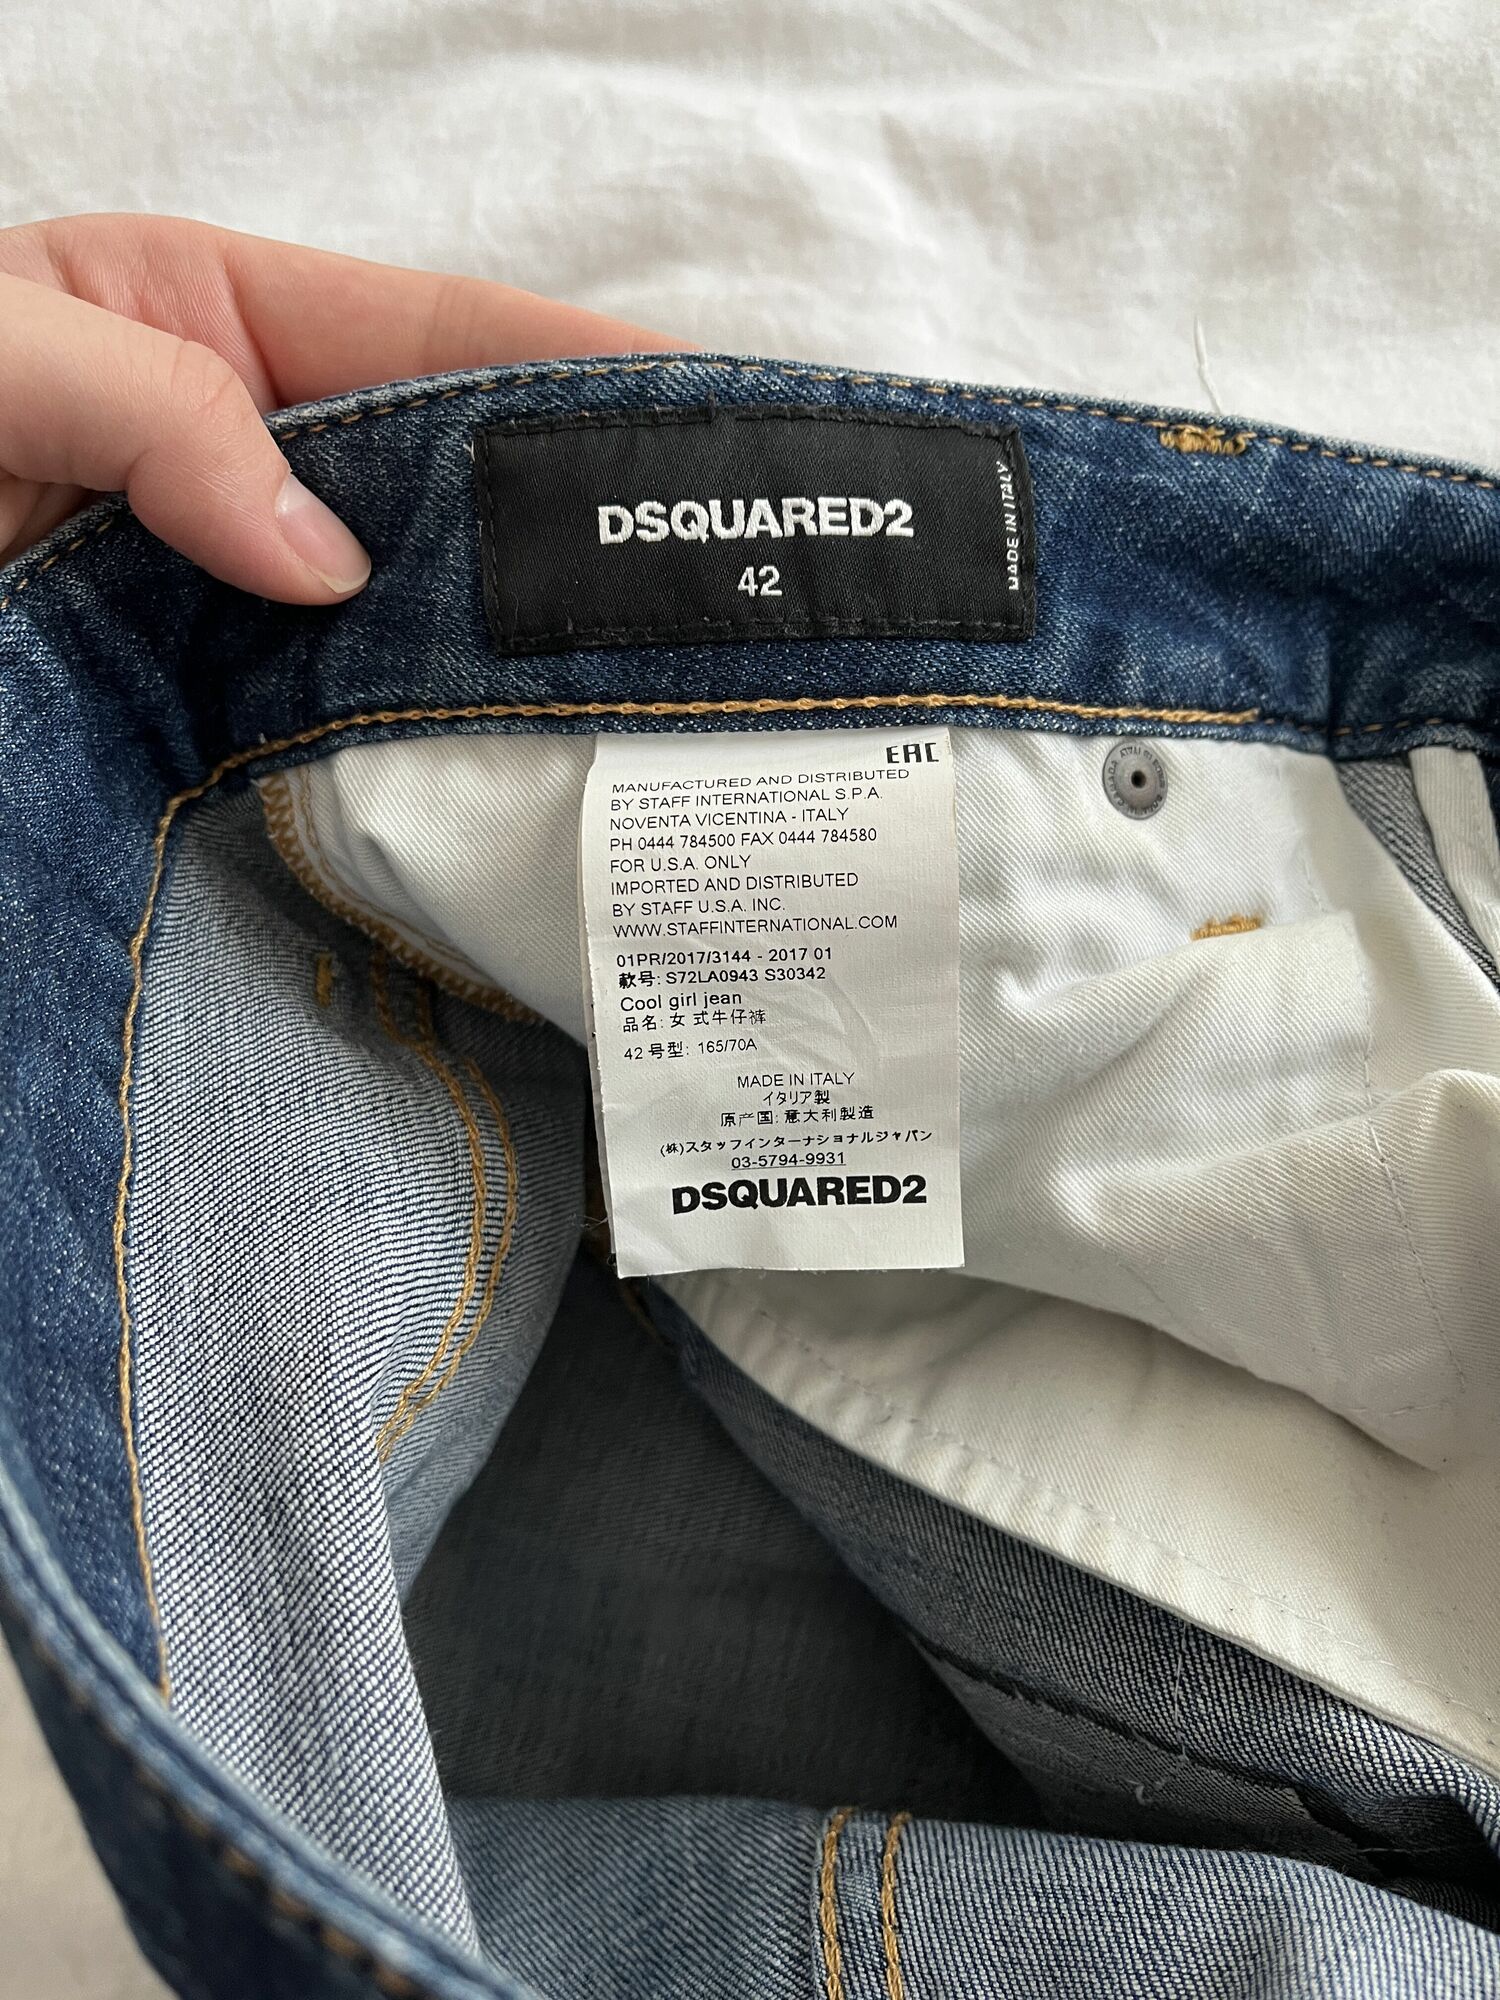 DSQUARED2
42
MADE IN ITALY
EAC
MANUFACTURED AND DISTRIBUTED
BY STAFF INTERNATIONAL S.P.A.
NOVENTA VICENTINA - ITALY
PH 0444 784500 FAX 0444 784580
FOR U.S.A. ONLY
IMPORTED AND DISTRIBUTED
BY STAFF U.S.A. INC.
WWW.STAFFINTERNATIONAL.COM
01PR/2017/3144 - 2017 01
款号: S72LA0943 S30342
Cool girl jean
品名: 女式牛仔裤
42 号型: 165/70A
MADE IN ITALY
イタリア製
原产国: 意大利製造
(株)スタッフインターナショナルジャパン
03-5794-9931
DSQUARED2